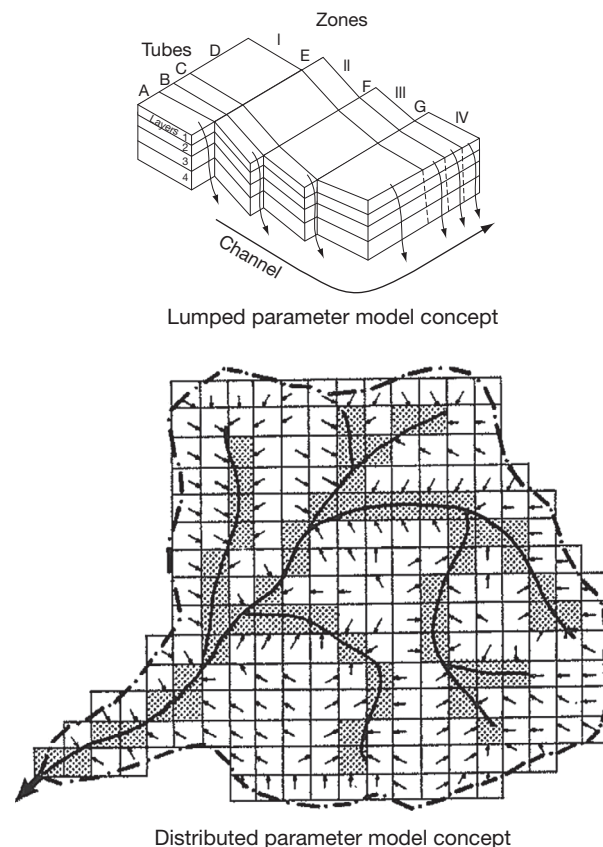 Zones
Tubes
I
D
E
II
C
B
F
III
A
G
IV
Layers
1
2
3
4
Channel
Lumped parameter model concept
Distributed parameter model concept